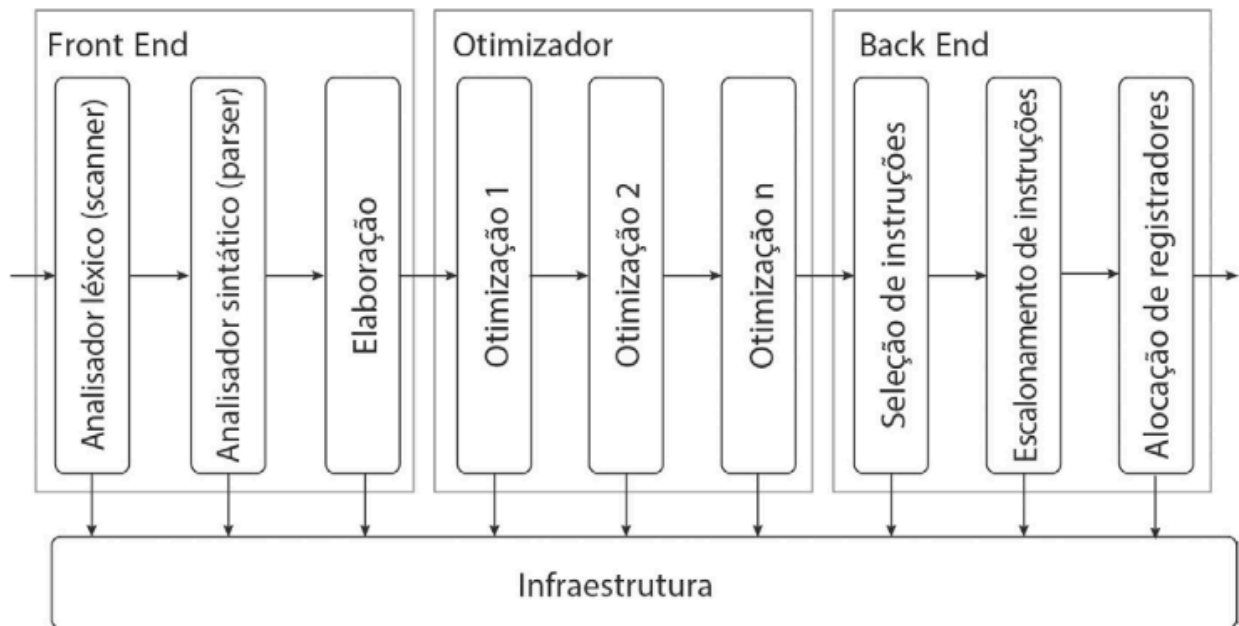 Front End
Analisador léxico (scanner)
Analisador sintático (parser)
Elaboração
Otimizador
Otimização 1
Otimização 2
Otimização n
Back End
Seleção de instruções
Escalonamento de instruções
Alocação de registradores
Infraestrutura